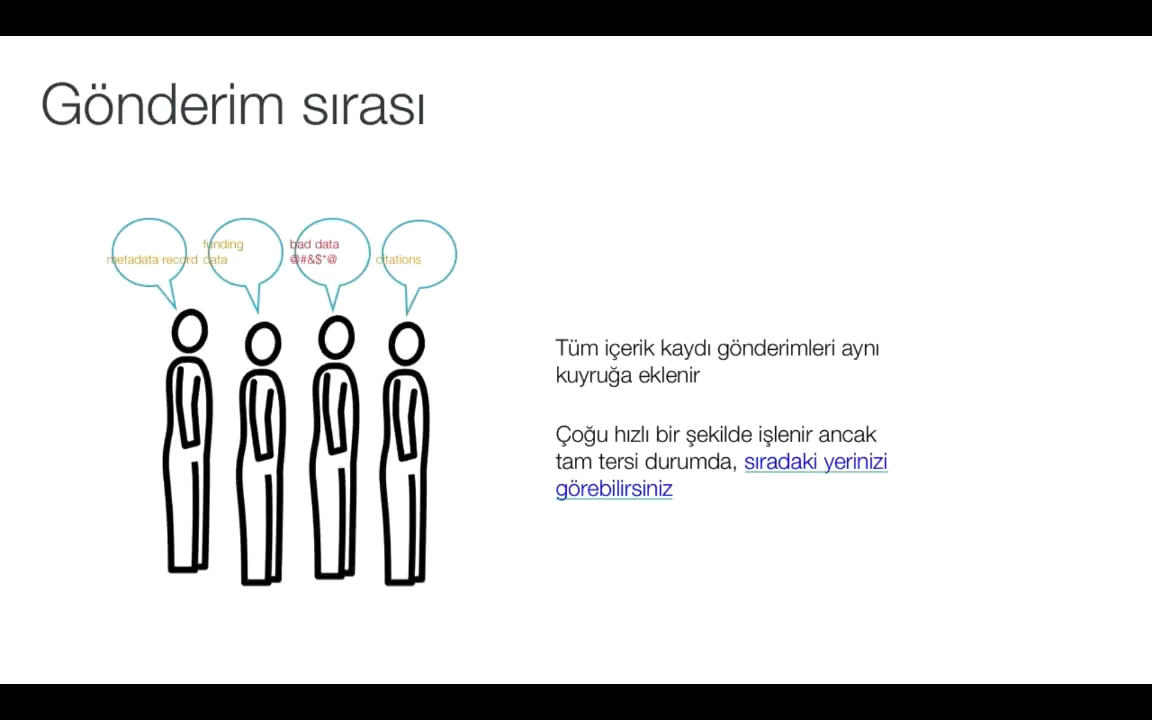 Gönderim sırası
metadata record
funding
data
bad data
@#&$*@
citations
Tüm içerik kaydı gönderimleri aynı
kuyruğa eklenir
Çoğu hızlı bir şekilde işlenir ancak
tam tersi durumda, sıradaki yerinizi
görebilirsiniz